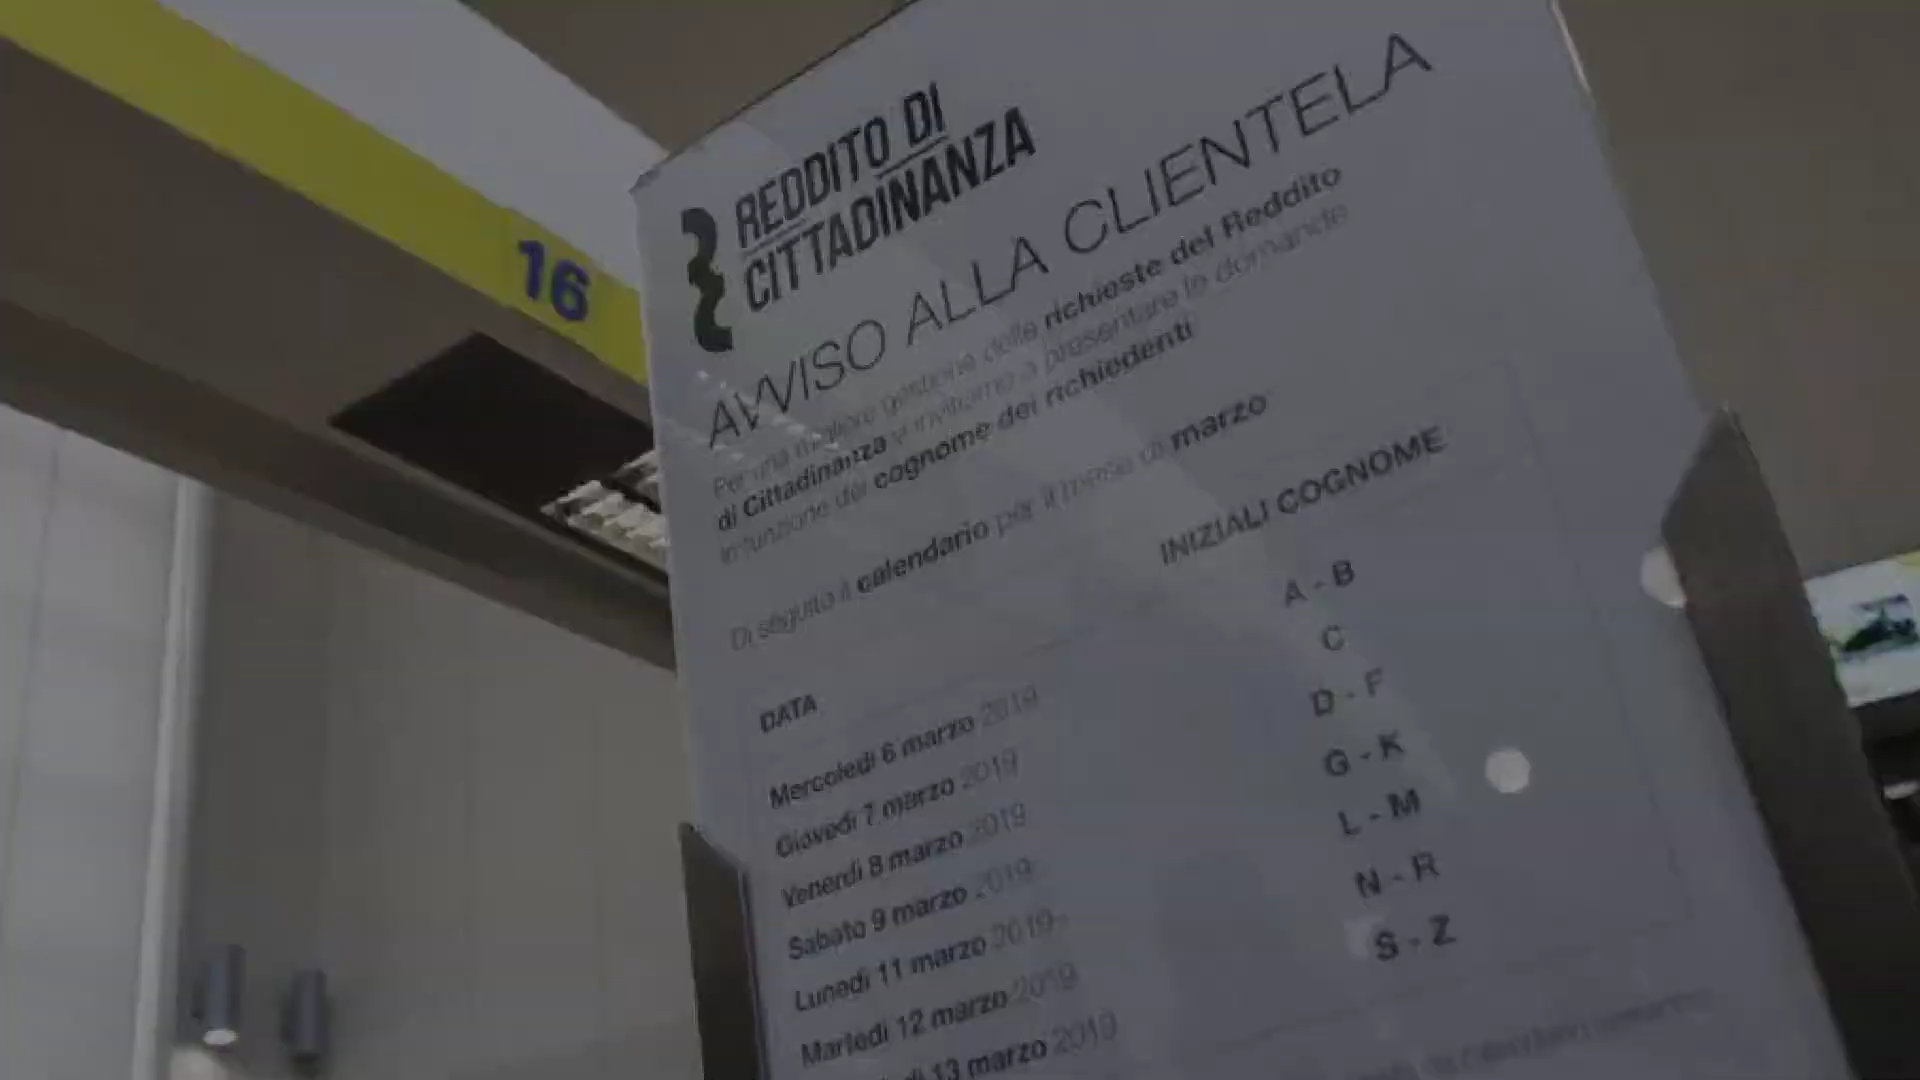 16
REDDITO DI
CITTADINANZA
AVVISO ALLA CLIENTELA
Per una migliore gestione delle richieste del Reddito
di Cittadinanza vi invitiamo a presentare le domande
in funzione del cognome dei richiedenti
Di seguito il calendario per il mese di marzo
DATA INIZIALI COGNOME
Mercoledì 6 marzo 2019 A - B
Giovedì 7 marzo 2019 C
Venerdì 8 marzo 2019 D - F
Sabato 9 marzo 2019 G - K
Lunedì 11 marzo 2019 L - M
Martedì 12 marzo 2019 N - R
13 marzo 2019 S - Z